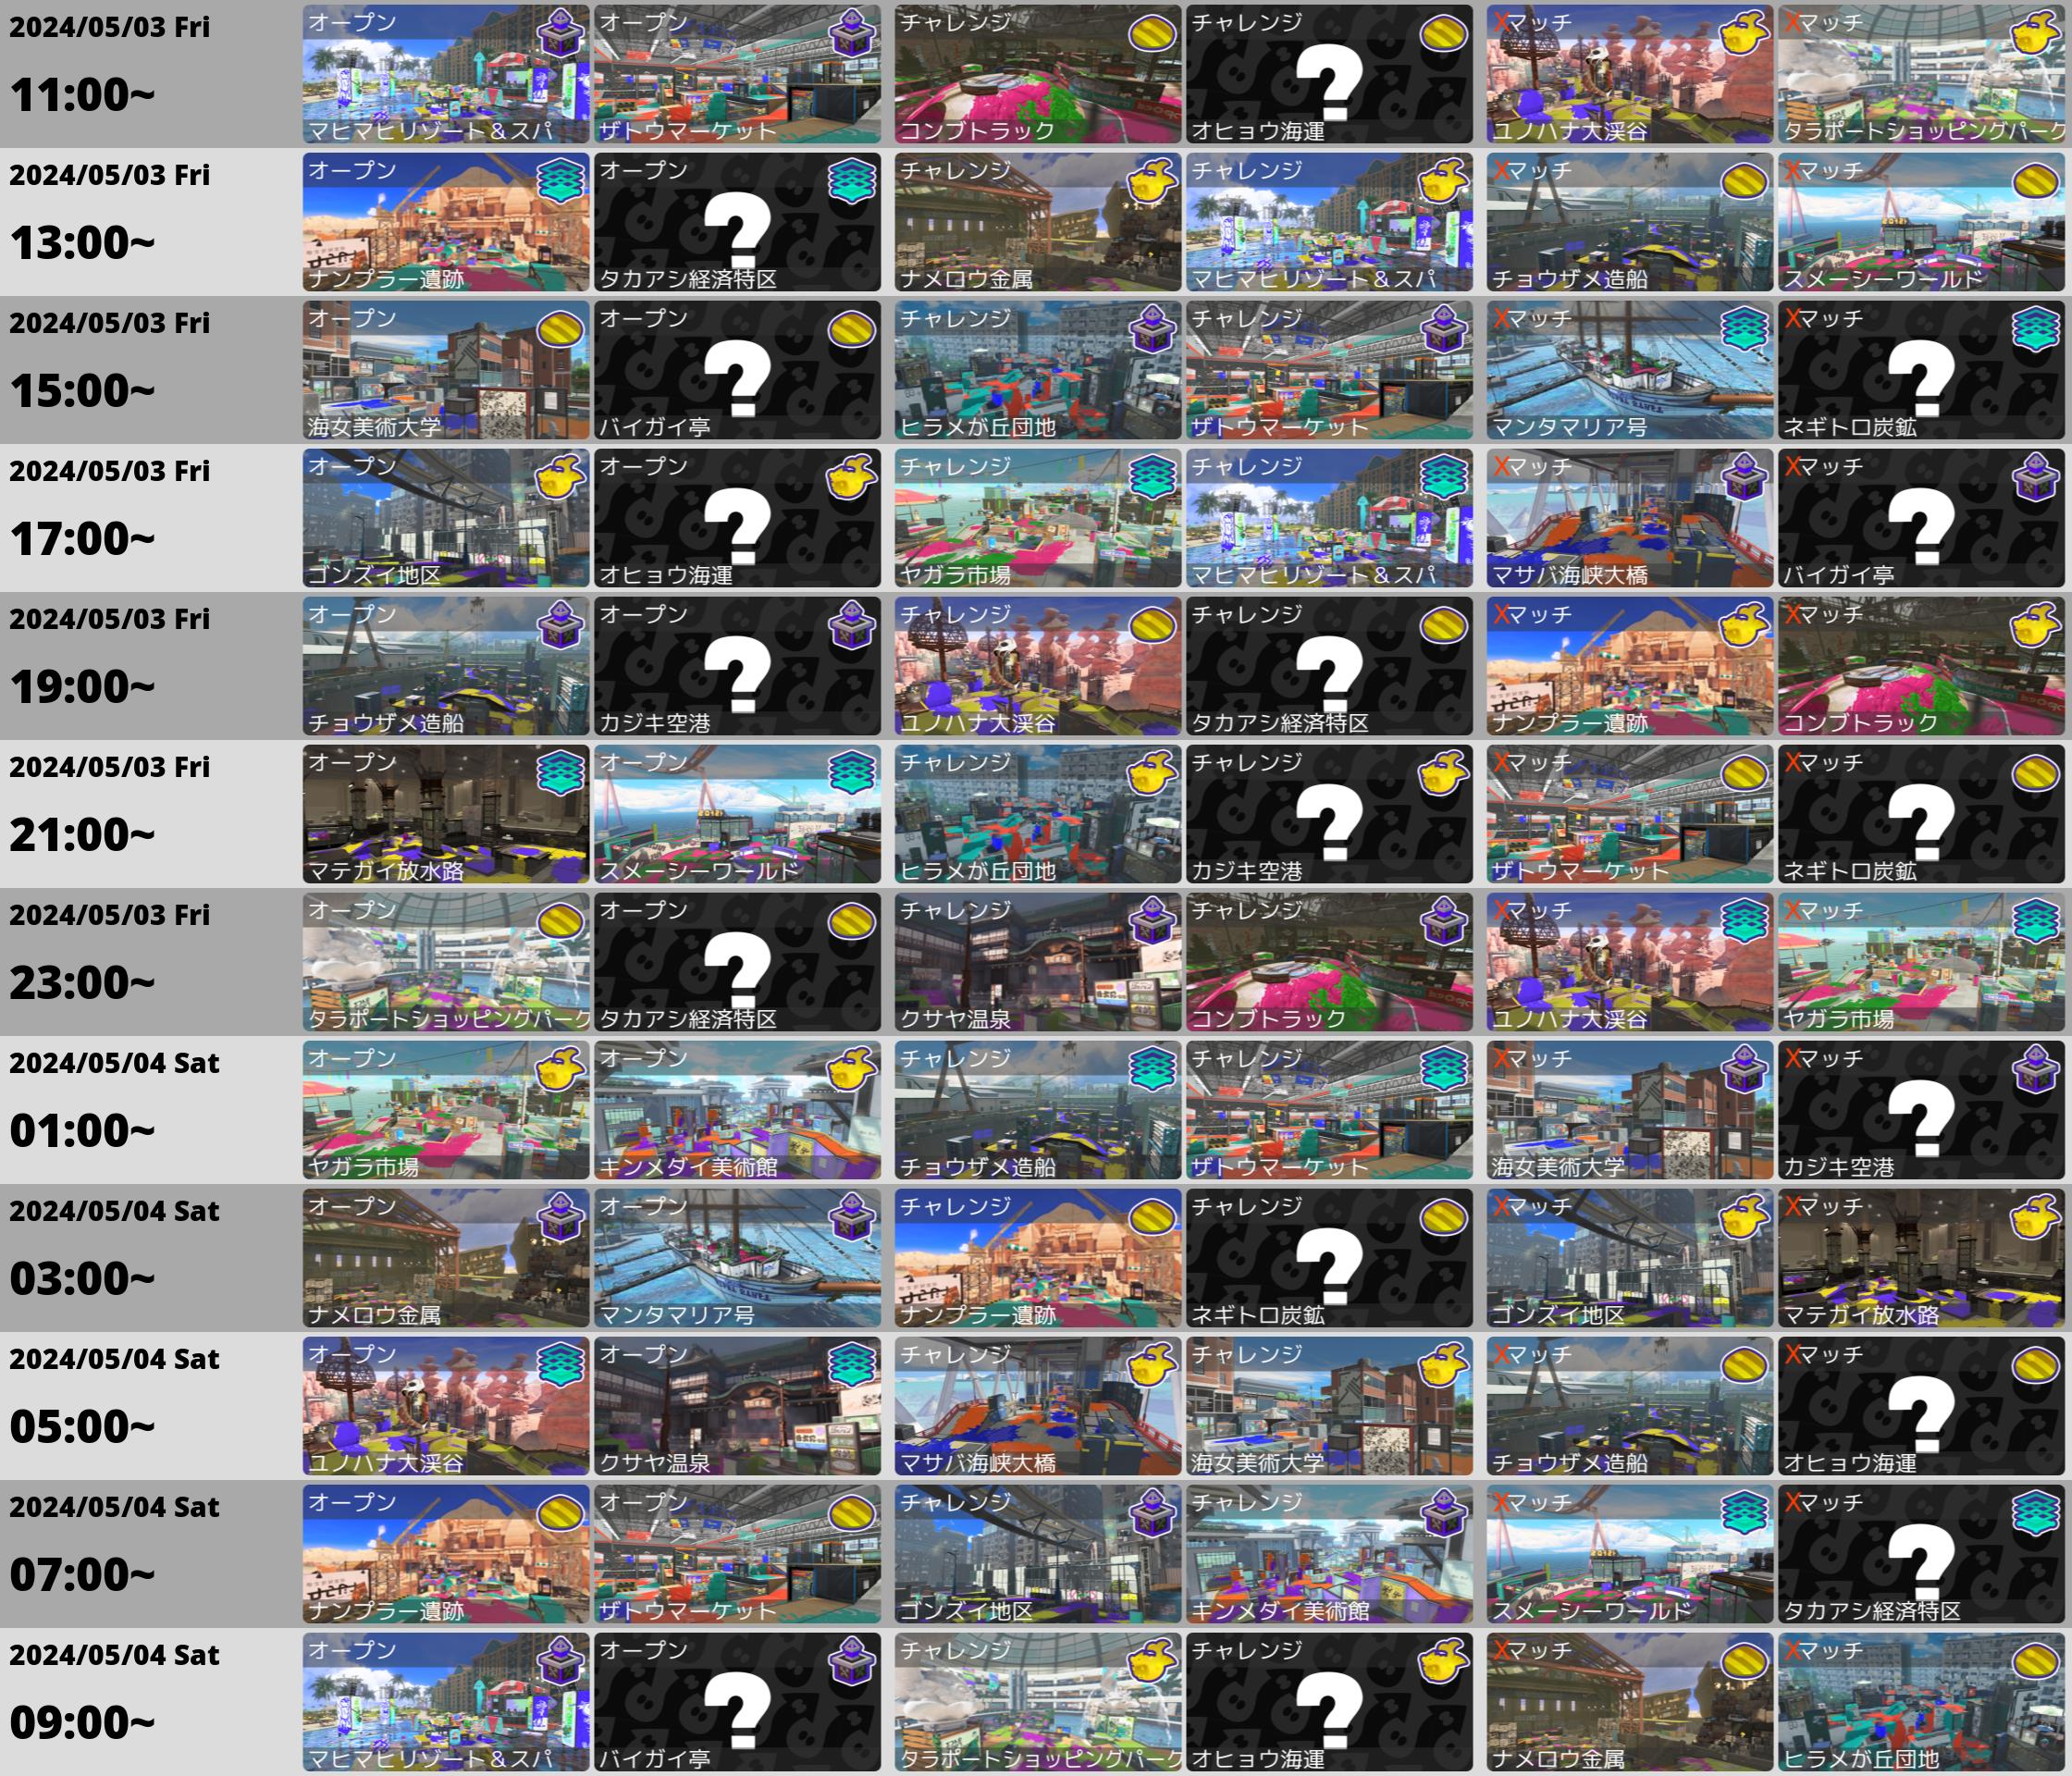 2024/05/03 Fri
11:00~
オープン オープン チャレンジ チャレンジ Xマッチ Xマッチ
マヒマヒリゾート＆スパ ザトウマーケット コンブトラック オヒョウ海運 ユノハナ大渓谷 タラポートショッピングパーク
2024/05/03 Fri
13:00~
オープン オープン チャレンジ チャレンジ Xマッチ Xマッチ
ナンプラー遺跡 タカアシ経済特区 ナメロウ金属 マヒマヒリゾート＆スパ チョウザメ造船 スメーシーワールド
2024/05/03 Fri
15:00~
オープン オープン チャレンジ チャレンジ Xマッチ Xマッチ
海女美術大学 バイガイ亭 ヒラメが丘団地 ザトウマーケット マンタマリア号 ネギトロ炭鉱
2024/05/03 Fri
17:00~
オープン オープン チャレンジ チャレンジ Xマッチ Xマッチ
ゴンズイ地区 オヒョウ海運 ヤガラ市場 マヒマヒリゾート＆スパ マサバ海峡大橋 バイガイ亭
2024/05/03 Fri
19:00~
オープン オープン チャレンジ チャレンジ Xマッチ Xマッチ
チョウザメ造船 カジキ空港 ユノハナ大渓谷 タカアシ経済特区 ナンプラー遺跡 コンブトラック
2024/05/03 Fri
21:00~
オープン オープン チャレンジ チャレンジ Xマッチ Xマッチ
マテガイ放水路 スメーシーワールド ヒラメが丘団地 カジキ空港 ザトウマーケット ネギトロ炭鉱
2024/05/03 Fri
23:00~
オープン オープン チャレンジ チャレンジ Xマッチ Xマッチ
タラポートショッピングパーク タカアシ経済特区 クサヤ温泉 コンブトラック ユノハナ大渓谷 ヤガラ市場
2024/05/04 Sat
01:00~
オープン オープン チャレンジ チャレンジ Xマッチ Xマッチ
ヤガラ市場 キンメダイ美術館 チョウザメ造船 ザトウマーケット 海女美術大学 カジキ空港
2024/05/04 Sat
03:00~
オープン オープン チャレンジ チャレンジ Xマッチ Xマッチ
ナメロウ金属 マンタマリア号 ナンプラー遺跡 ネギトロ炭鉱 ゴンズイ地区 マテガイ放水路
2024/05/04 Sat
05:00~
オープン オープン チャレンジ チャレンジ Xマッチ Xマッチ
ユノハナ大渓谷 クサヤ温泉 マサバ海峡大橋 海女美術大学 チョウザメ造船 オヒョウ海運
2024/05/04 Sat
07:00~
オープン オープン チャレンジ チャレンジ Xマッチ Xマッチ
ナンプラー遺跡 ザトウマーケット ゴンズイ地区 キンメダイ美術館 スメーシーワールド タカアシ経済特区
2024/05/04 Sat
09:00~
オープン オープン チャレンジ チャレンジ Xマッチ Xマッチ
マヒマヒリゾート＆スパ バイガイ亭 タラポートショッピングパーク オヒョウ海運 ナメロウ金属 ヒラメが丘団地